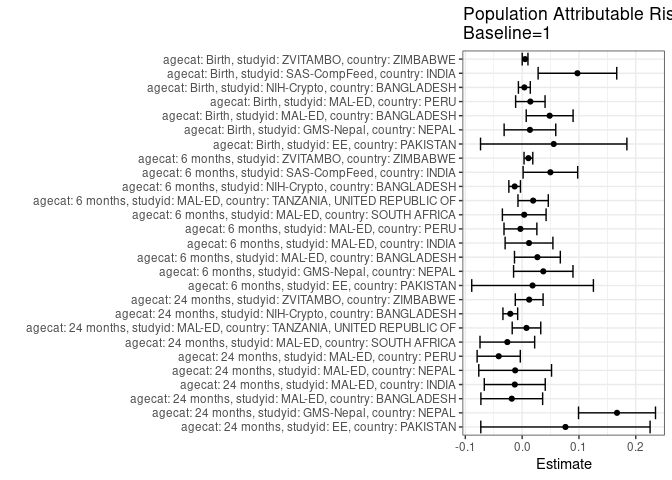 Population Attributable Ris
Baseline=1
agecat: Birth, studyid: ZVITAMBO, country: ZIMBABWE
agecat: Birth, studyid: SAS-CompFeed, country: INDIA
agecat: Birth, studyid: NIH-Crypto, country: BANGLADESH
agecat: Birth, studyid: MAL-ED, country: PERU
agecat: Birth, studyid: MAL-ED, country: BANGLADESH
agecat: Birth, studyid: GMS-Nepal, country: NEPAL
agecat: Birth, studyid: EE, country: PAKISTAN
agecat: 6 months, studyid: ZVITAMBO, country: ZIMBABWE
agecat: 6 months, studyid: SAS-CompFeed, country: INDIA
agecat: 6 months, studyid: NIH-Crypto, country: BANGLADESH
agecat: 6 months, studyid: MAL-ED, country: TANZANIA, UNITED REPUBLIC OF
agecat: 6 months, studyid: MAL-ED, country: SOUTH AFRICA
agecat: 6 months, studyid: MAL-ED, country: PERU
agecat: 6 months, studyid: MAL-ED, country: INDIA
agecat: 6 months, studyid: MAL-ED, country: BANGLADESH
agecat: 6 months, studyid: GMS-Nepal, country: NEPAL
agecat: 6 months, studyid: EE, country: PAKISTAN
agecat: 24 months, studyid: ZVITAMBO, country: ZIMBABWE
agecat: 24 months, studyid: NIH-Crypto, country: BANGLADESH
agecat: 24 months, studyid: MAL-ED, country: TANZANIA, UNITED REPUBLIC OF
agecat: 24 months, studyid: MAL-ED, country: SOUTH AFRICA
agecat: 24 months, studyid: MAL-ED, country: PERU
agecat: 24 months, studyid: MAL-ED, country: NEPAL
agecat: 24 months, studyid: MAL-ED, country: INDIA
agecat: 24 months, studyid: MAL-ED, country: BANGLADESH
agecat: 24 months, studyid: GMS-Nepal, country: NEPAL
agecat: 24 months, studyid: EE, country: PAKISTAN
-0.1 0.0 0.1 0.2
Estimate